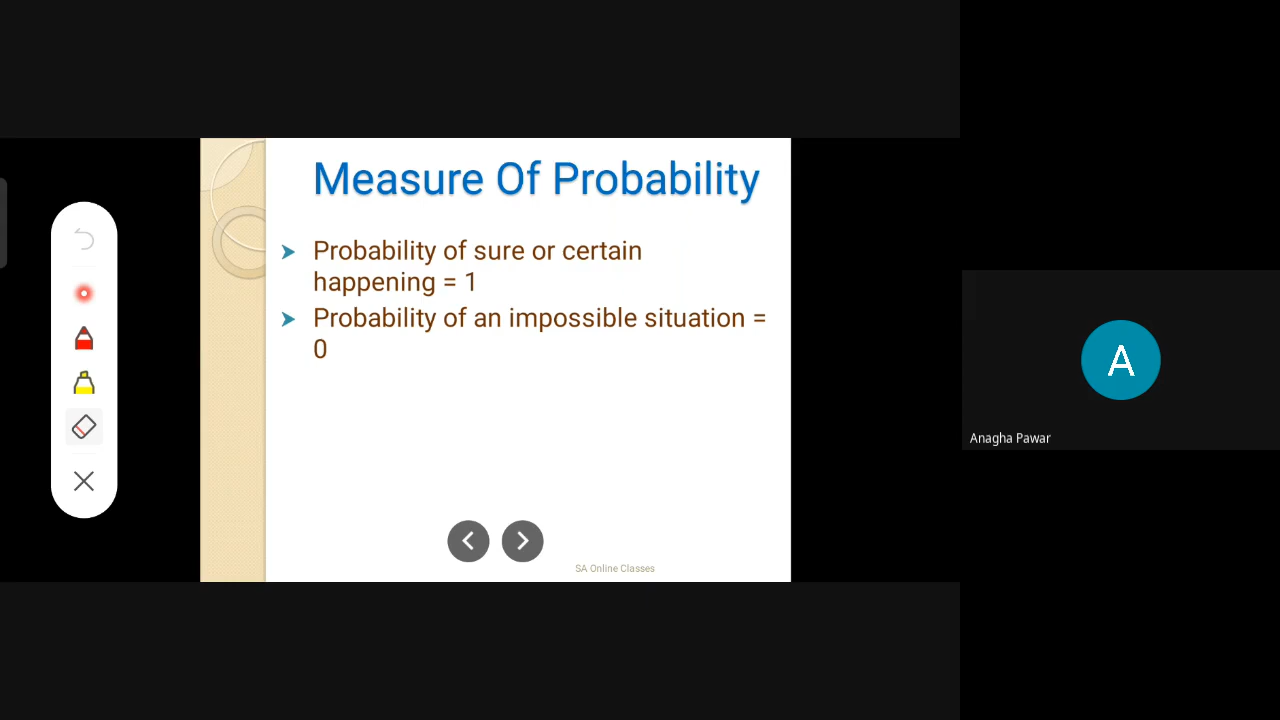 Measure Of Probability
Probability of sure or certain
happening = 1
Probability of an impossible situation =
0
SA Online Classes
A
Anagha Pawar